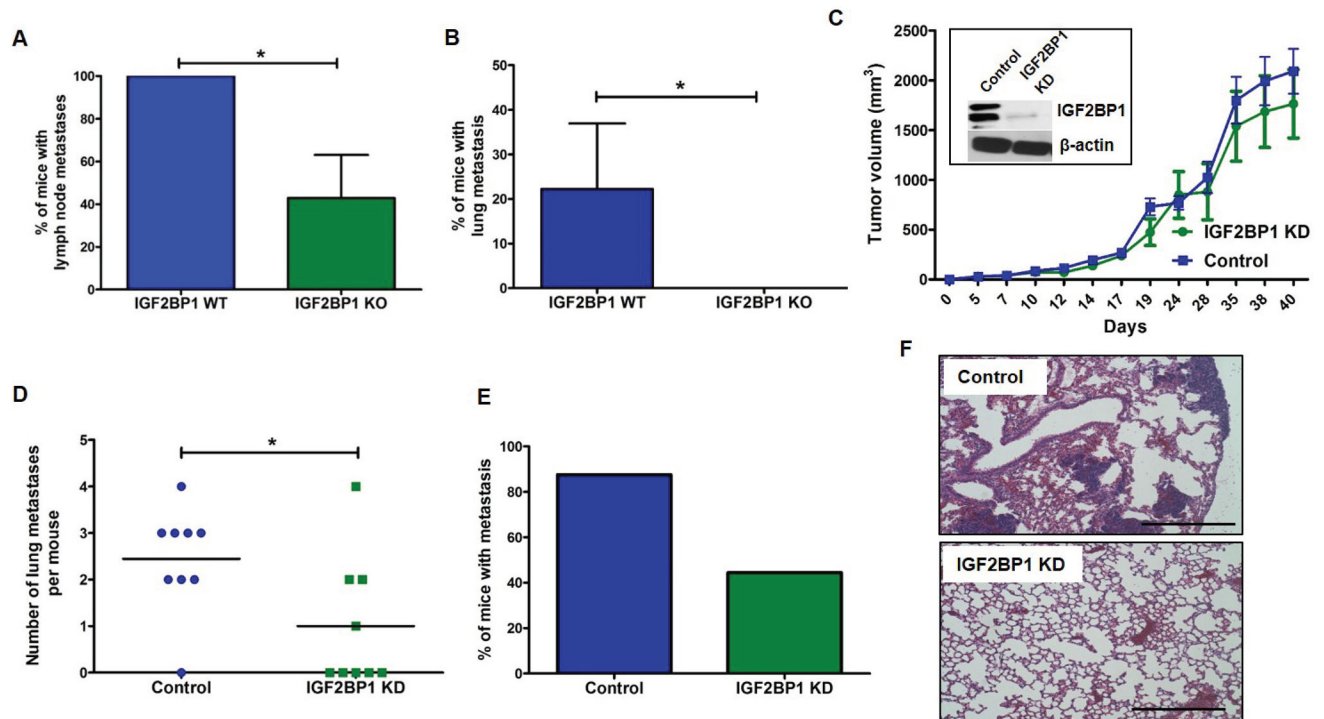 A
% of mice with
lymph node metastases
100
80
60
40
20
0
*
IGF2BP1 WT
IGF2BP1 KO
B
% of mice with
lung metastasis
50
40
30
20
10
0
*
IGF2BP1 WT
IGF2BP1 KO
C
Tumor volume (mm³)
2500
2000
1500
1000
500
0
Control
IGF2BP1
KD
IGF2BP1
β-actin
IGF2BP1 KD
Control
0 5 7 10 12 14 17 19 24 28 35 38 40
Days
D
Number of lung metastases
per mouse
5
4
3
2
1
0
*
Control
IGF2BP1 KD
E
% of mice with metastasis
100
80
60
40
20
0
Control
IGF2BP1 KD
F
Control
IGF2BP1 KD